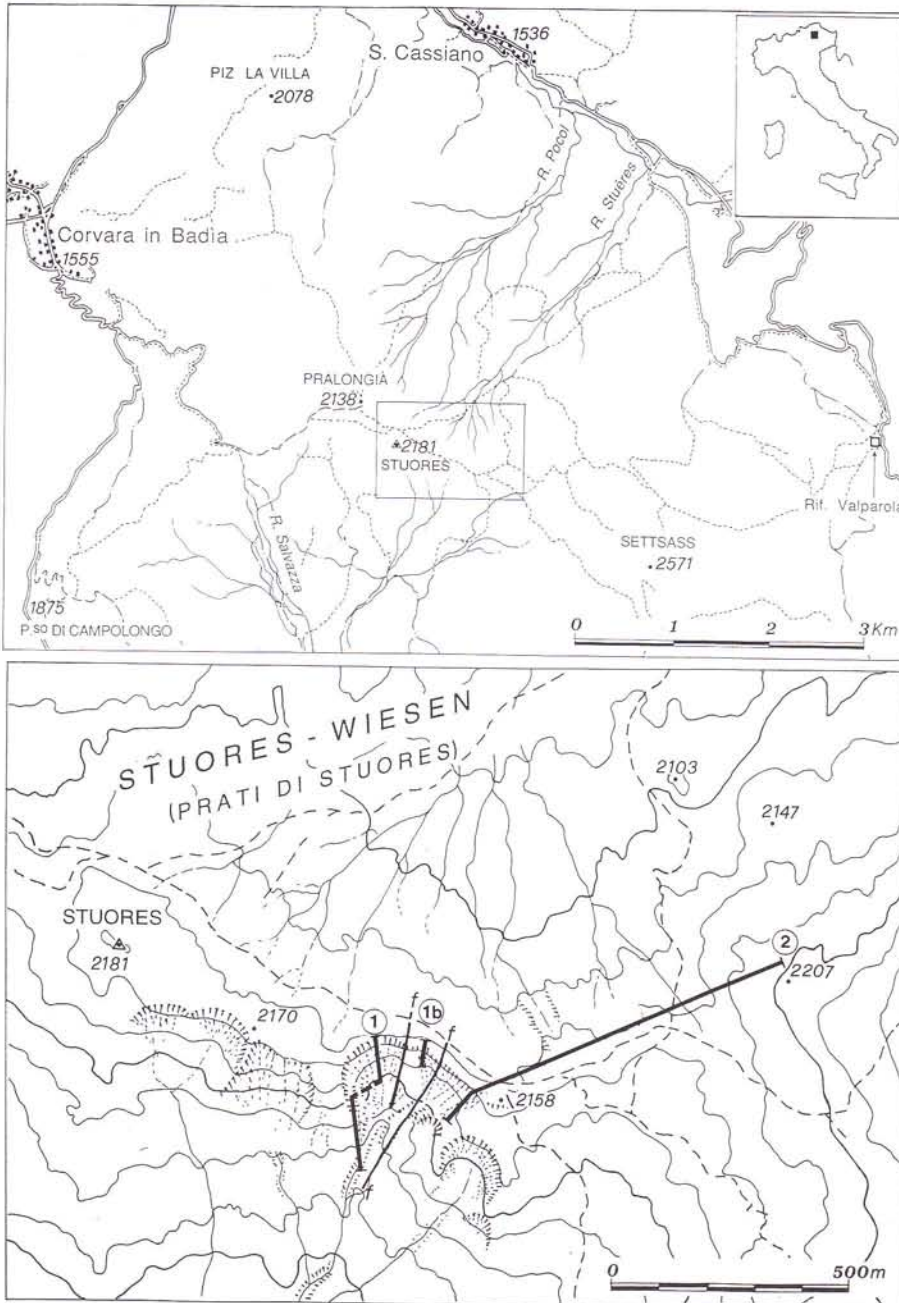 1536
S. Cassiano
PIZ LA VILLA
2078
R. Pocol
R. Stuères
Corvara in Badia
1555
PRALONGIÀ
2138
2181
STUORES
Rif. Valparola
R. Salvazza
SETTSASS
2571
1875
P.SO DI CAMPOLONGO
0 1 2 3 Km
STUORES - WIESEN
(PRATI DI STUORES)
2103
2147
STUORES
2181
2
2207
2170
1
f
1b
f
2158
f
0 500m